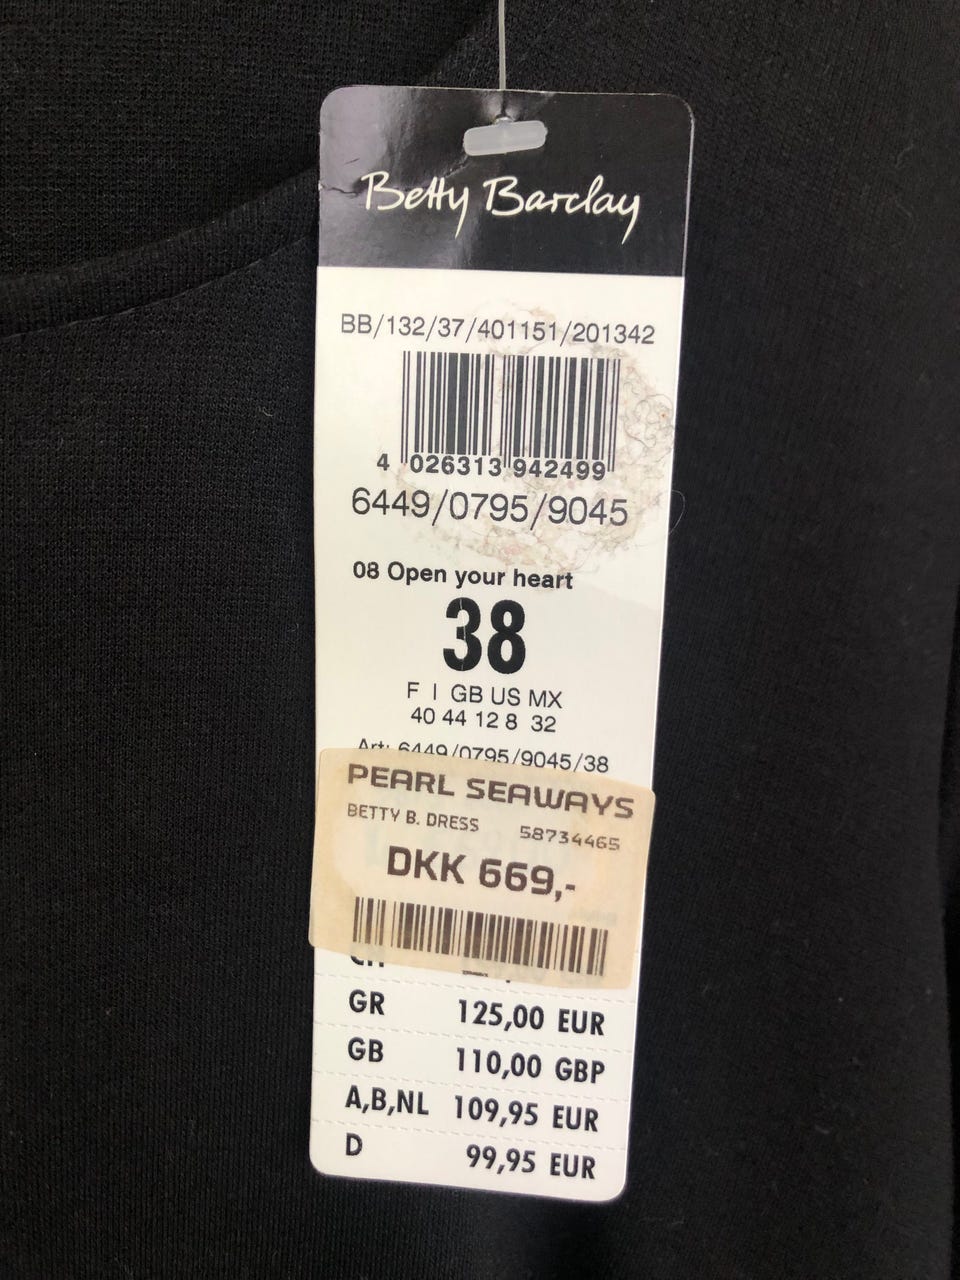 Betty Barclay
BB/132/37/401151/201342
4 026313 942499
6449/0795/9045
08 Open your heart
38
F I GB US MX
40 44 12 8 32
Art: 6449/0795/9045/38
PEARL SEAWAYS
BETTY B. DRESS 58734465
DKK 669,-
GR 125,00 EUR
GB 110,00 GBP
A,B,NL 109,95 EUR
D 99,95 EUR